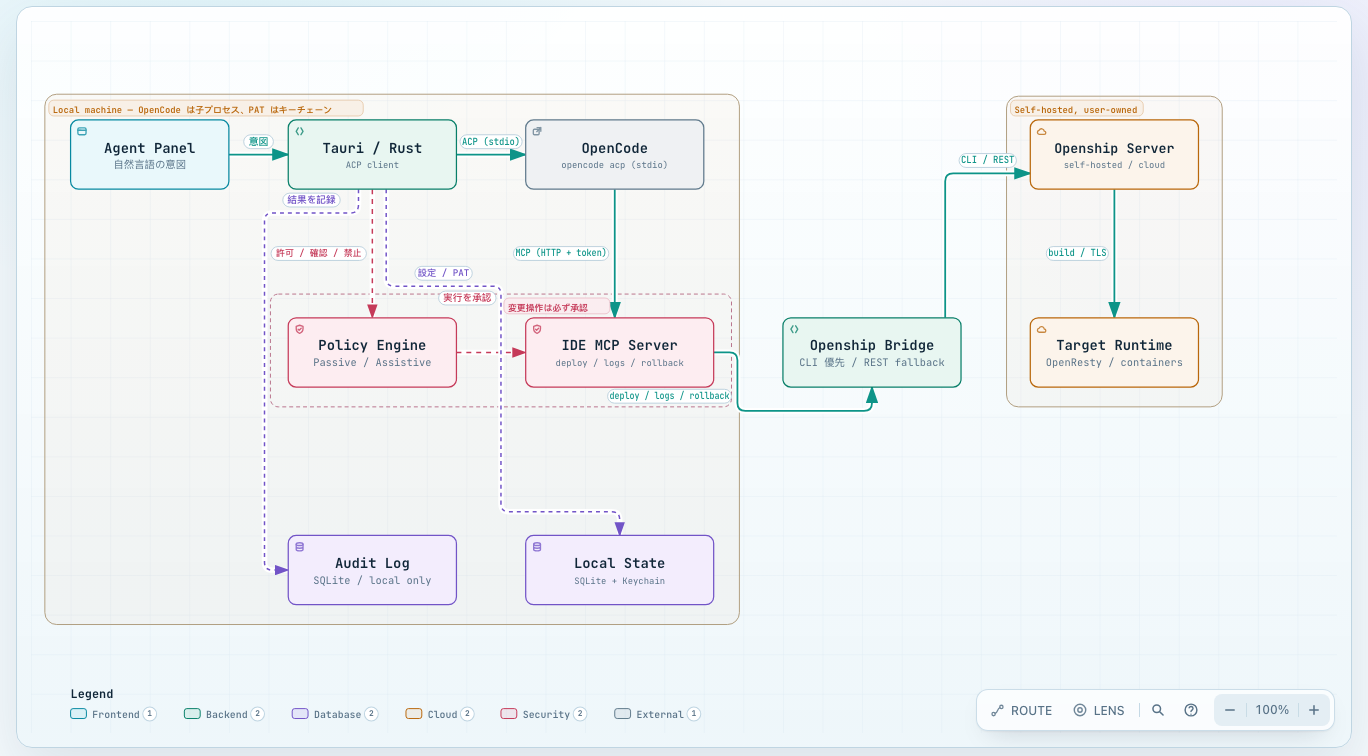 Local machine — OpenCode は子プロセス、PAT はキーチェーン
Self-hosted, user-owned
Agent Panel
自然言語の意図
意図
Tauri / Rust
ACP client
ACP (stdio)
OpenCode
opencode acp (stdio)
CLI / REST
Openship Server
self-hosted / cloud
結果を記録
許可 / 確認 / 禁止
設定 / PAT
MCP (HTTP + token)
build / TLS
実行を承認
変更操作は必ず承認
Policy Engine
Passive / Assistive
IDE MCP Server
deploy / logs / rollback
deploy / logs / rollback
Openship Bridge
CLI 優先 / REST fallback
Target Runtime
OpenResty / containers
Audit Log
SQLite / local only
Local State
SQLite + Keychain
Legend
Frontend 1
Backend 2
Database 2
Cloud 2
Security 2
External 1
ROUTE
LENS
100%